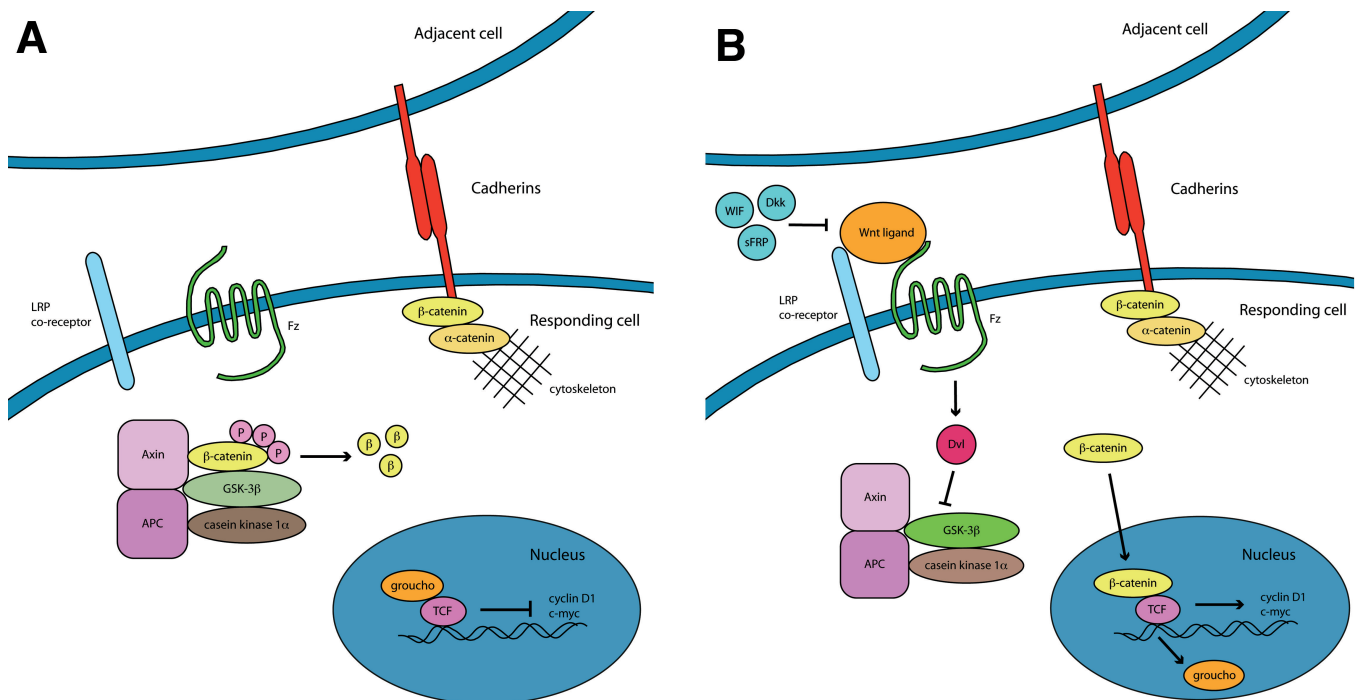 A
Adjacent cell
Cadherins
LRP
co-receptor
Fz
β-catenin
α-catenin
Responding cell
cytoskeleton
Axin
APC
β-catenin
P
P
P
GSK-3β
casein kinase 1α
β
β
β
Nucleus
groucho
TCF
cyclin D1
c-myc
B
Adjacent cell
Cadherins
WIF
Dkk
sFRP
Wnt ligand
LRP
co-receptor
Fz
β-catenin
α-catenin
Responding cell
cytoskeleton
Dvl
Axin
APC
GSK-3β
casein kinase 1α
β-catenin
Nucleus
β-catenin
TCF
cyclin D1
c-myc
groucho